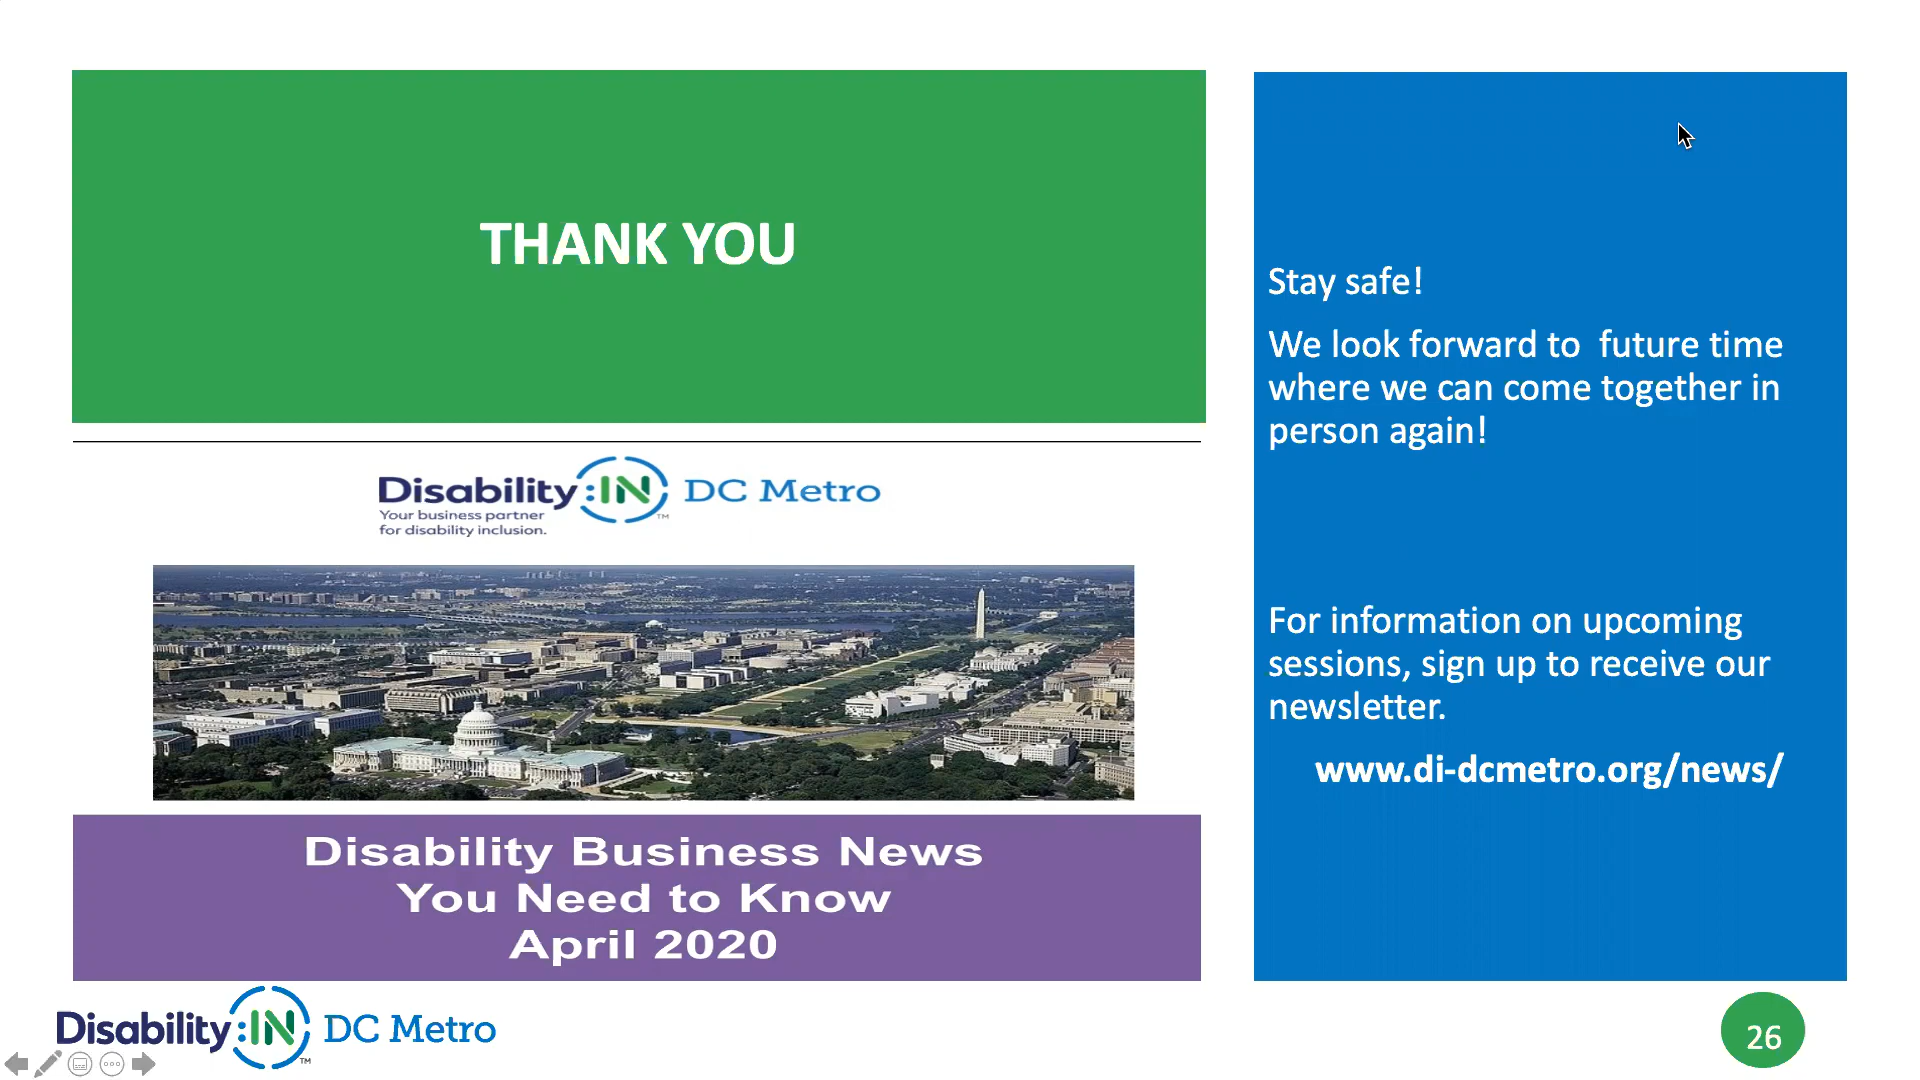 THANK YOU
Disability:IN DC Metro
TM
Your business partner
for disability inclusion.
Disability Business News
You Need to Know
April 2020
Stay safe!
We look forward to  future time
where we can come together in
person again!
For information on upcoming
sessions, sign up to receive our
newsletter.
www.di-dcmetro.org/news/
Disability:IN DC Metro
TM
26